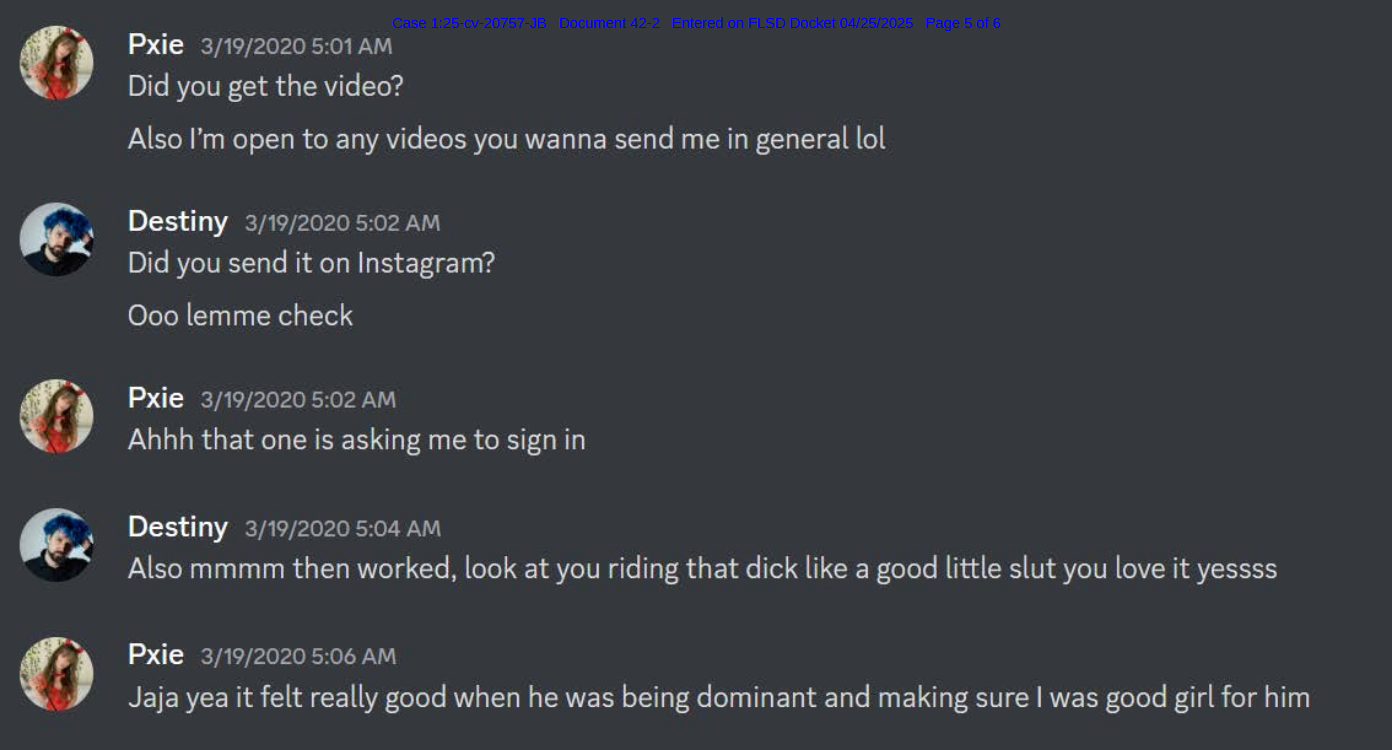 Case 1:25-cv-20757-JB Document 42-2 Entered on FLSD Docket 04/25/2025 Page 5 of 6
Pxie 3/19/2020 5:01 AM
Did you get the video?
Also I’m open to any videos you wanna send me in general lol
Destiny 3/19/2020 5:02 AM
Did you send it on Instagram?
Ooo lemme check
Pxie 3/19/2020 5:02 AM
Ahhh that one is asking me to sign in
Destiny 3/19/2020 5:04 AM
Also mmmm then worked, look at you riding that dick like a good little slut you love it yessss
Pxie 3/19/2020 5:06 AM
Jaja yea it felt really good when he was being dominant and making sure I was good girl for him